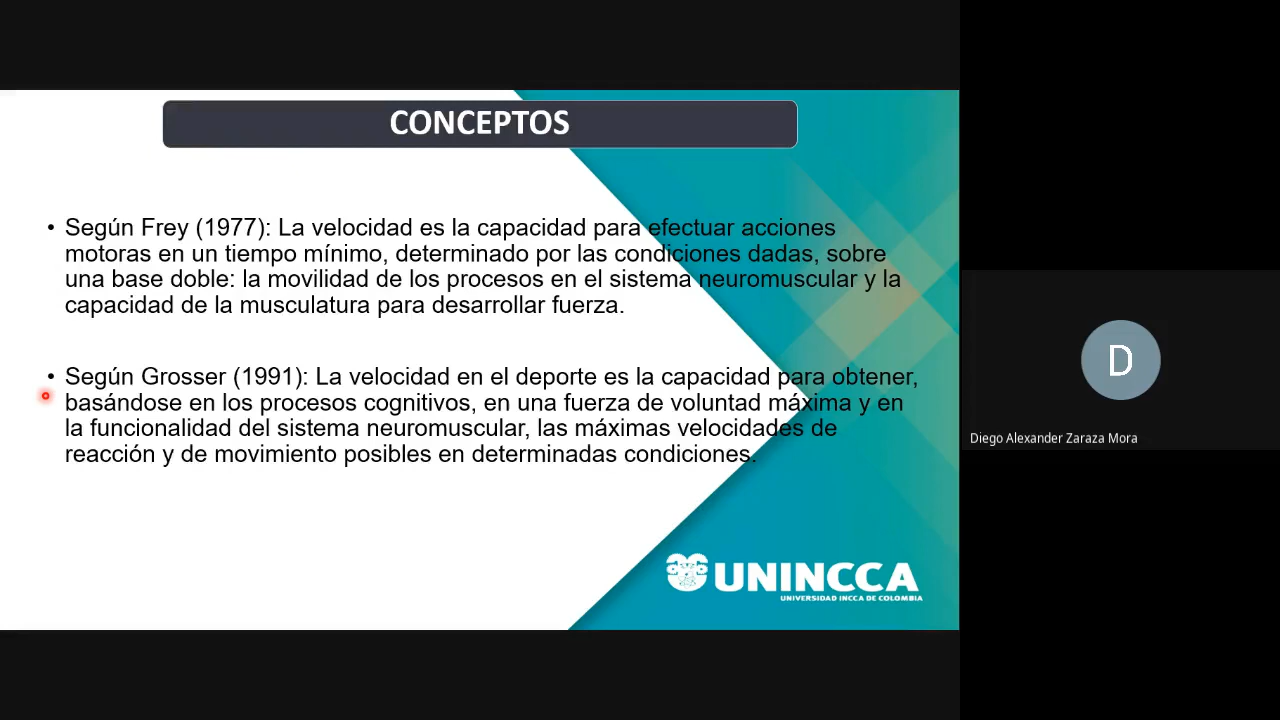 CONCEPTOS
• Según Frey (1977): La velocidad es la capacidad para efectuar acciones
motoras en un tiempo mínimo, determinado por las condiciones dadas, sobre
una base doble: la movilidad de los procesos en el sistema neuromuscular y la
capacidad de la musculatura para desarrollar fuerza.
• Según Grosser (1991): La velocidad en el deporte es la capacidad para obtener,
basándose en los procesos cognitivos, en una fuerza de voluntad máxima y en
la funcionalidad del sistema neuromuscular, las máximas velocidades de
reacción y de movimiento posibles en determinadas condiciones.
UNINCCA
UNIVERSIDAD INCCA DE COLOMBIA
D
Diego Alexander Zaraza Mora